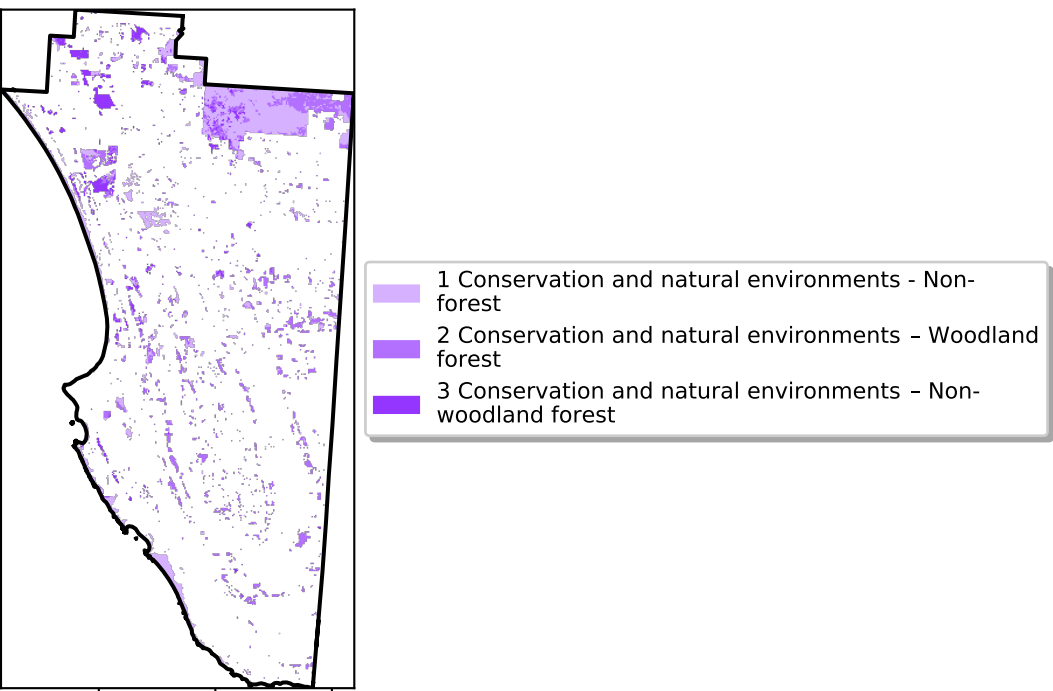 1 Conservation and natural environments - Non-
forest
2 Conservation and natural environments – Woodland
forest
3 Conservation and natural environments – Non-
woodland forest